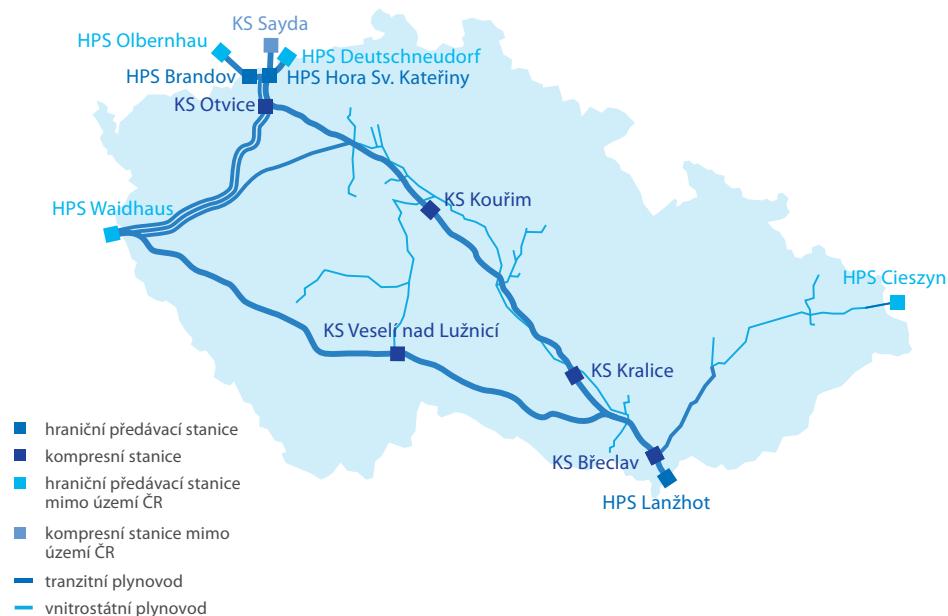 KS Sayda
HPS Olbernhau
HPS Deutschneudorf
HPS Brandov
HPS Hora Sv. Kateřiny
KS Otvice
HPS Waidhaus
KS Kouřim
HPS Cieszyn
KS Veselí nad Lužnicí
KS Kralice
KS Břeclav
HPS Lanžhot
hraniční předávací stanice
kompresní stanice
hraniční předávací stanice
mimo území ČR
kompresní stanice mimo
území ČR
tranzitní plynovod
vnitrostátní plynovod